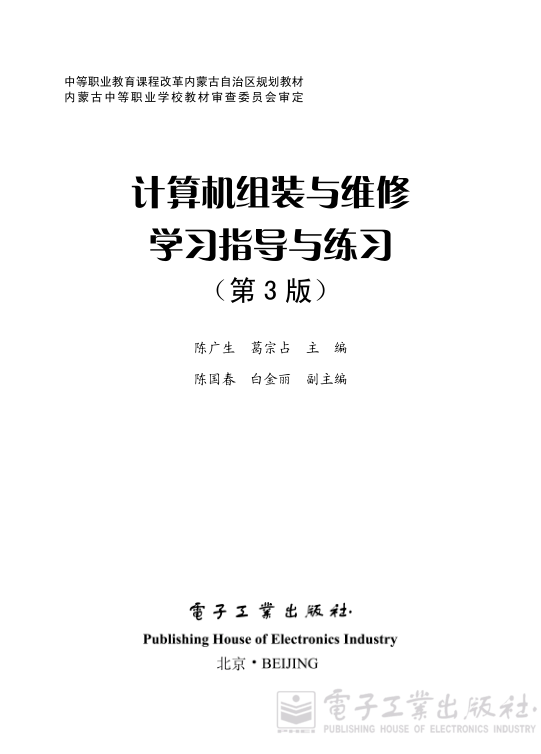 中等职业教育课程改革内蒙古自治区规划教材
内蒙古中等职业学校教材审查委员会审定
计算机组装与维修
学习指导与练习
（第 3 版）
陈广生 葛宗占 主 编
陈国春 白金丽 副主编
電子工業出版社·
Publishing House of Electronics Industry
北京·BEIJING
電子工業出版社·
PUBLISHING HOUSE OF ELECTRONICS INDUSTRY